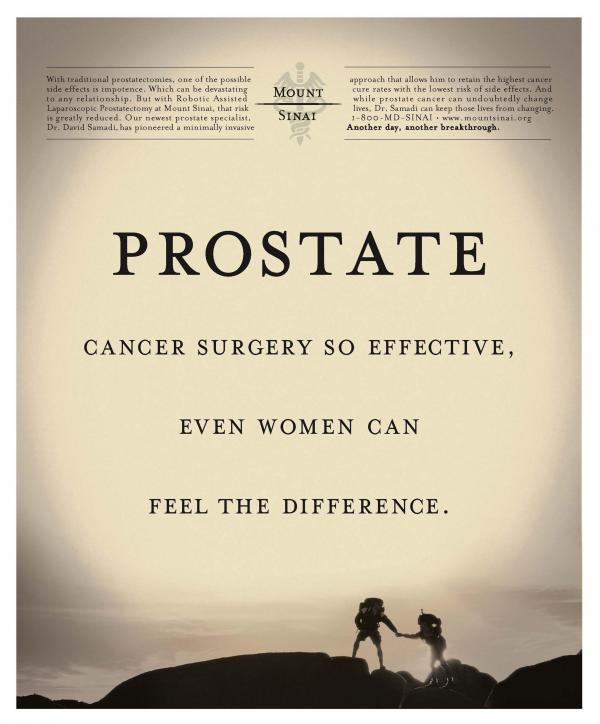 With traditional prostatectomies, one of the possible
side effects is impotence. Which can be devastating
to any relationship. But with Robotic Assisted
Laparoscopic Prostatectomy at Mount Sinai, that risk
is greatly reduced. Our newest prostate specialist,
Dr. David Samadi, has pioneered a minimally invasive
MOUNT
SINAI
approach that allows him to retain the highest cancer
cure rates with the lowest risk of side effects. And
while prostate cancer can undoubtedly change
lives, Dr. Samadi can keep those lives from changing.
1-800-MD-SINAI • www.mountsinai.org
Another day, another breakthrough.
PROSTATE
CANCER SURGERY SO EFFECTIVE,
EVEN WOMEN CAN
FEEL THE DIFFERENCE.